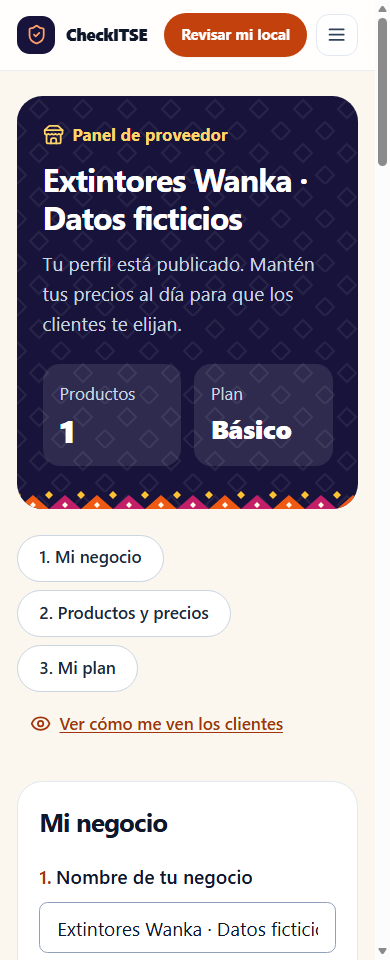 CheckITSE
Revisar mi local
Panel de proveedor
Extintores Wanka ·
Datos ficticios
Tu perfil está publicado. Mantén
tus precios al día para que los
clientes te elijan.
Productos
1
Plan
Básico
1. Mi negocio
2. Productos y precios
3. Mi plan
Ver cómo me ven los clientes
Mi negocio
1. Nombre de tu negocio
Extintores Wanka · Datos ficticio